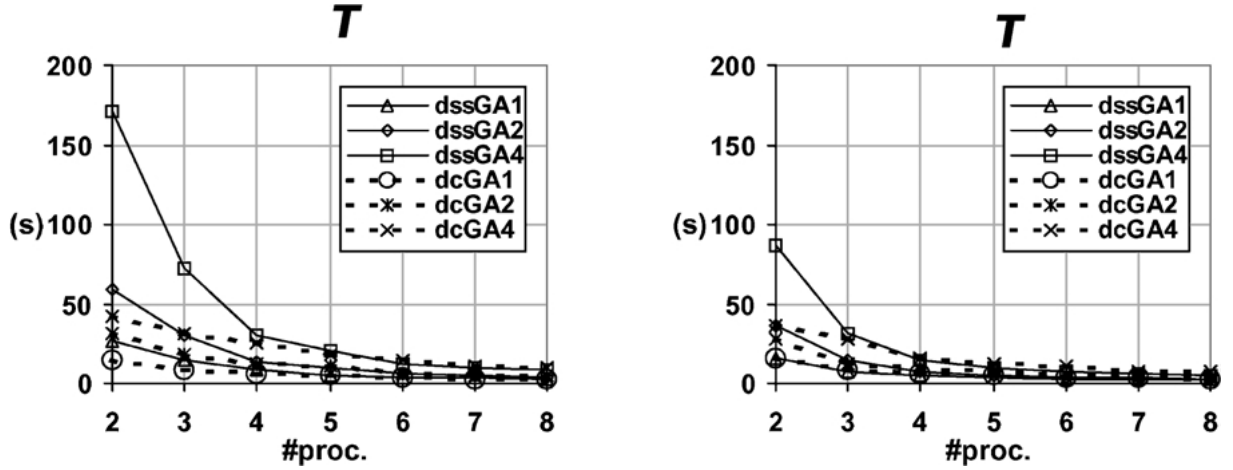 T
200
150
(s) 100
50
0
2 3 4 5 6 7 8
#proc.
dssGA1
dssGA2
dssGA4
dcGA1
dcGA2
dcGA4
T
200
150
(s) 100
50
0
2 3 4 5 6 7 8
#proc.
dssGA1
dssGA2
dssGA4
dcGA1
dcGA2
dcGA4